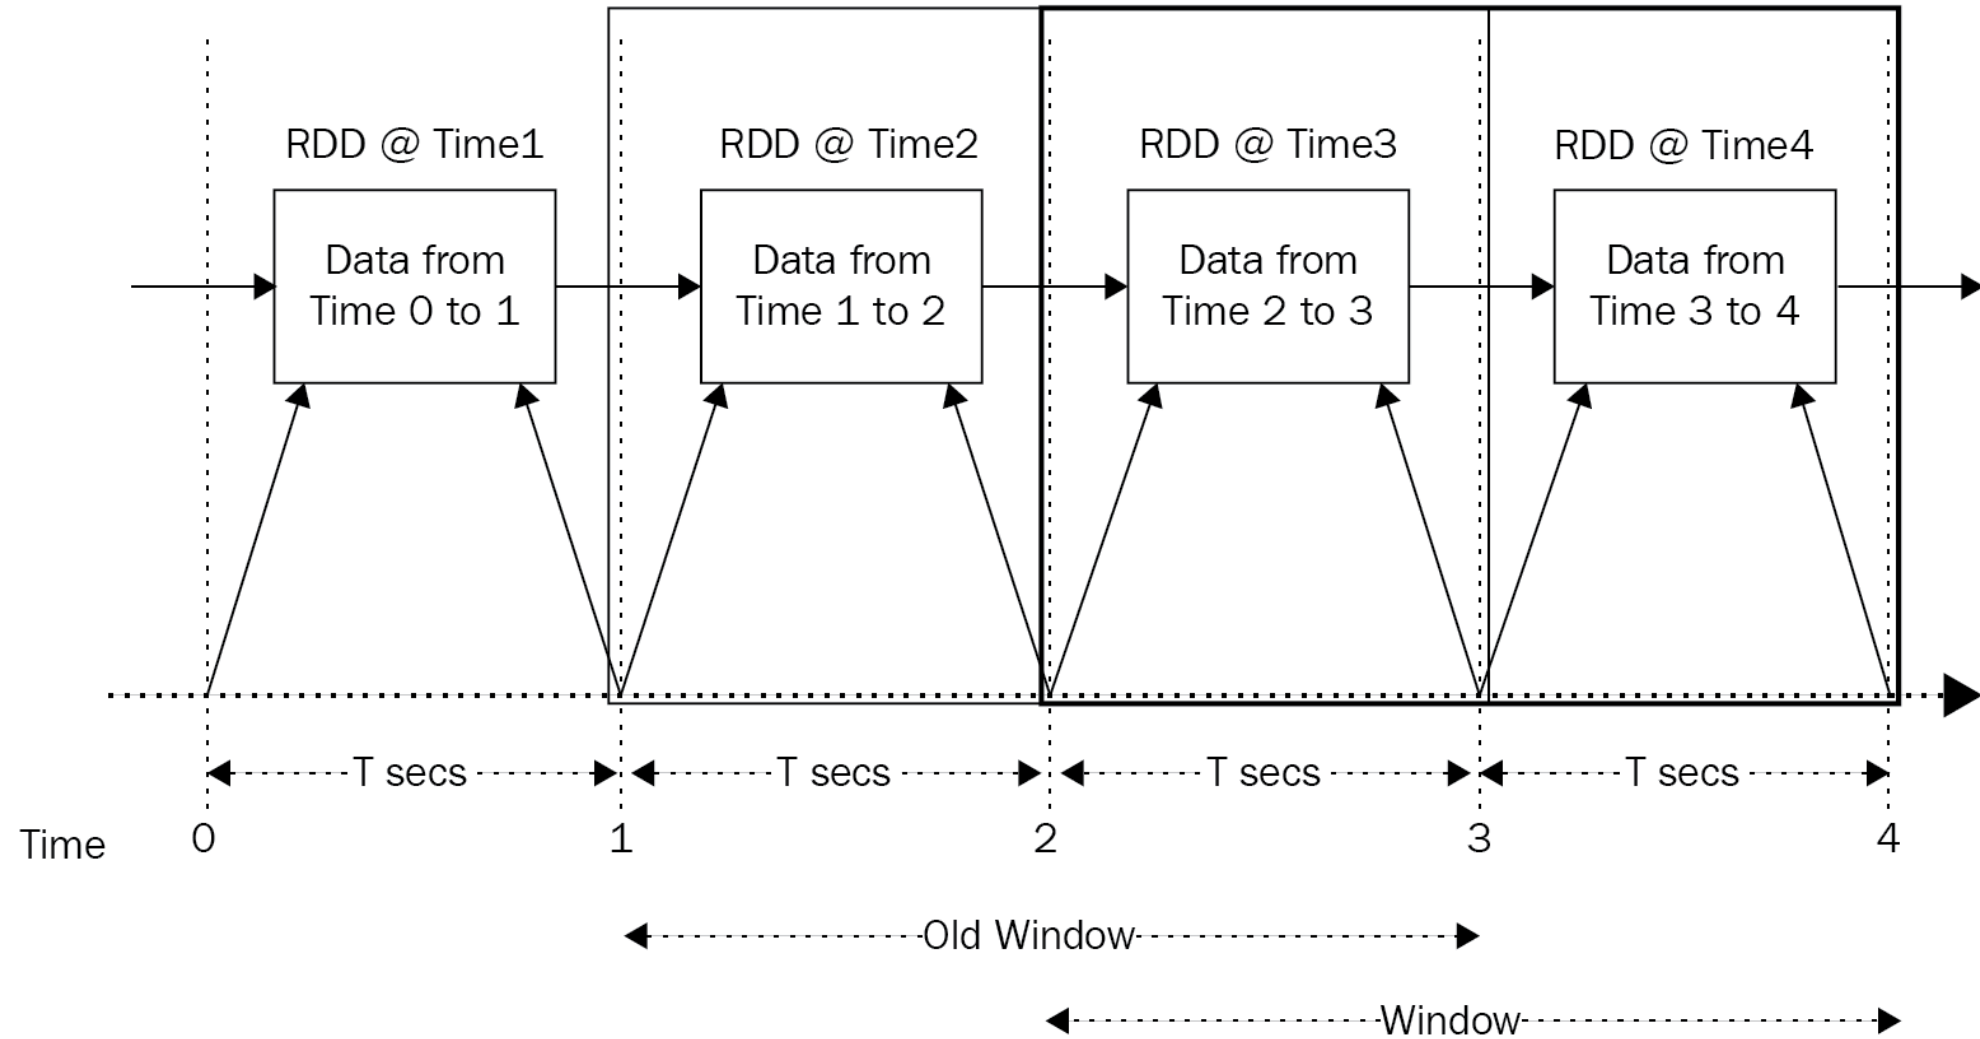 RDD @ Time1
RDD @ Time2
RDD @ Time3
RDD @ Time4
Data from
Time 0 to 1
Data from
Time 1 to 2
Data from
Time 2 to 3
Data from
Time 3 to 4
T secs
T secs
T secs
T secs
Time
0
1
2
3
4
Old Window
Window